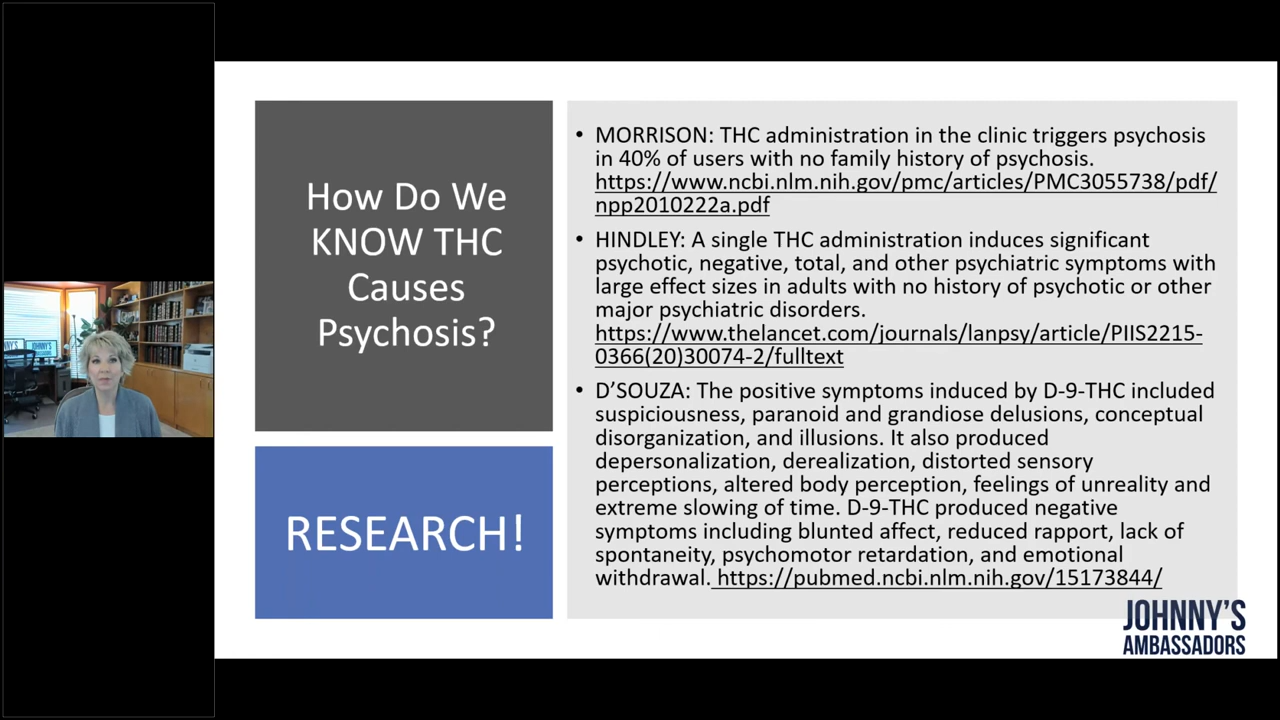 How Do We
KNOW THC
Causes
Psychosis?
RESEARCH!
• MORRISON: THC administration in the clinic triggers psychosis
in 40% of users with no family history of psychosis.
https://www.ncbi.nlm.nih.gov/pmc/articles/PMC3055738/pdf/
npp2010222a.pdf
• HINDLEY: A single THC administration induces significant
psychotic, negative, total, and other psychiatric symptoms with
large effect sizes in adults with no history of psychotic or other
major psychiatric disorders.
https://www.thelancet.com/journals/lanpsy/article/PIIS2215-
0366(20)30074-2/fulltext
• D’SOUZA: The positive symptoms induced by D-9-THC included
suspiciousness, paranoid and grandiose delusions, conceptual
disorganization, and illusions. It also produced
depersonalization, derealization, distorted sensory
perceptions, altered body perception, feelings of unreality and
extreme slowing of time. D-9-THC produced negative
symptoms including blunted affect, reduced rapport, lack of
spontaneity, psychomotor retardation, and emotional
withdrawal. https://pubmed.ncbi.nlm.nih.gov/15173844/
JOHNNY’S
AMBASSADORS